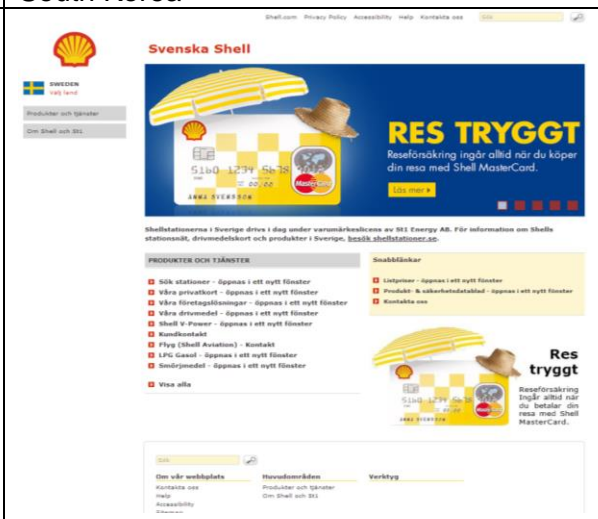 South Korea
Shell.com Privacy Policy Accessibility Help Kontakta oss
Sök
Svenska Shell
SWEDEN
Välj land
Produkter och tjänster
Om Shell och St1
RES TRYGGT
Reseförsäkring ingår alltid när du köper
din resa med Shell MasterCard.
Läs mer
ANNA SVENSSON
MasterCard
Shellstationerna i Sverige drivs i dag under varumärkeslicens av St1 Energy AB. För information om Shells
stationsnät, drivmedelskort och produkter i Sverige, besök shellstationer.se.
PRODUKTER OCH TJÄNSTER
Sök stationer - öppnas i ett nytt fönster
Våra privatkort - öppnas i ett nytt fönster
Våra företagslösningar - öppnas i ett nytt fönster
Våra drivmedel - öppnas i ett nytt fönster
Shell V-Power - öppnas i ett nytt fönster
Kundkontakt
Flyg (Shell Aviation) - Kontakt
LPG Gasol - öppnas i ett nytt fönster
Smörjmedel - öppnas i ett nytt fönster
Visa alla
Snabblänkar
Listpriser - öppnas i ett nytt fönster
Produkt- & säkerhetsdatablad - öppnas i ett nytt fönster
Kontakta oss
Res
tryggt
Reseförsäkring
Ingår alltid när
du betalar din
resa med Shell
MasterCard.
Sök
Om vår webbplats Huvudområden Verktyg
Kontakta oss Produkter och tjänster
Help Om Shell och St1
Accessibility